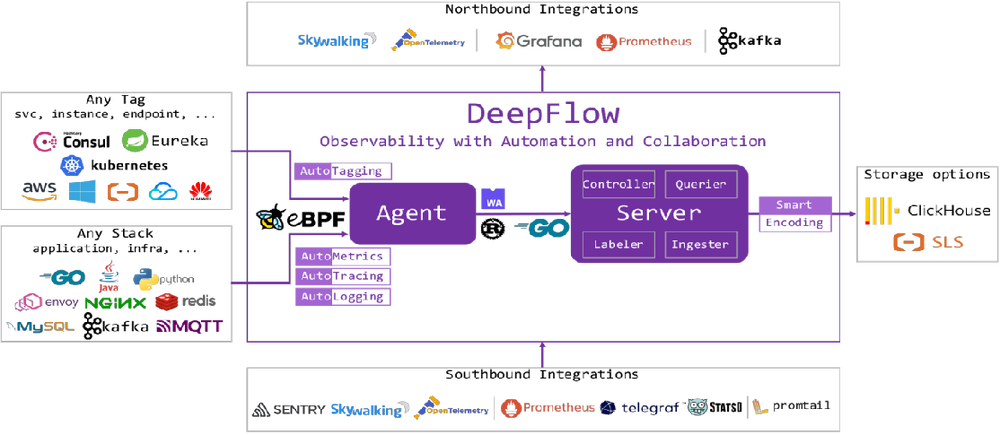 Northbound Integrations
Skywalking OpenTelemetry Grafana Prometheus kafka
Any Tag
svc, instance, endpoint, ...
HashiCorp
Consul Eureka
kubernetes
aws
HUAWEI
Any Stack
application, infra, ...
GO Java python
envoy NGINX redis
MySQL kafka MQTT
DeepFlow
Observability with Automation and Collaboration
AutoTagging
eBPF
Agent
AutoMetrics
AutoTracing
AutoLogging
WA
R
GO
Controller Querier
Server
Labeler Ingester
Smart
Encoding
Storage options
ClickHouse
SLS
Southbound Integrations
SENTRY Skywalking OpenTelemetry Prometheus telegraf STATSD promtail